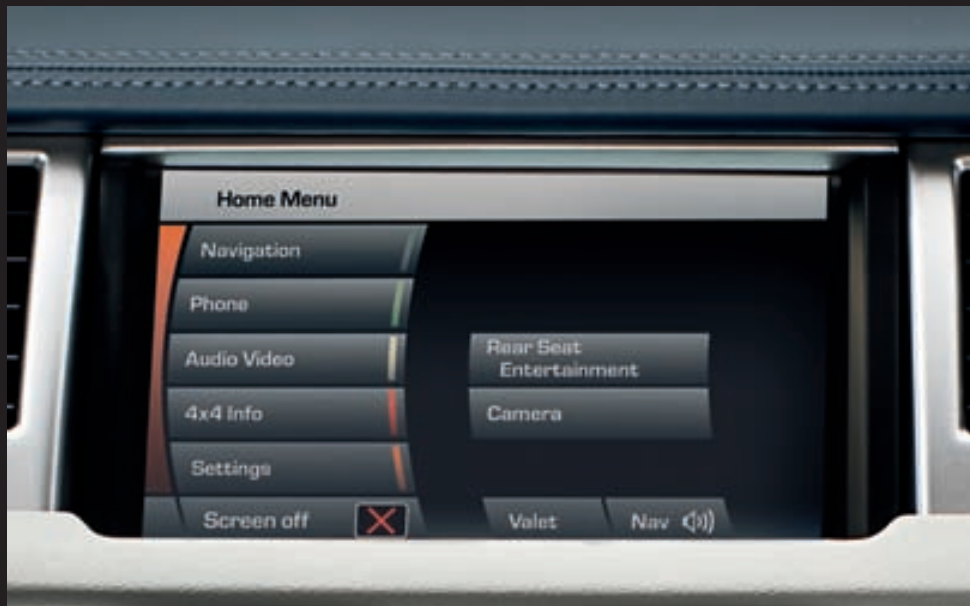 Home Menu
Navigation
Phone
Audio Video
4x4 Info
Settings
Rear Seat
Entertainment
Camera
Screen off
Valet
Nav